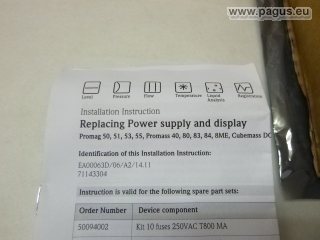 www.pagus.eu
Level Pressure Flow Temperature Liquid Analysis Registration
Installation Instruction
Replacing Power supply and display
Promag 50, 51, 53, 55, Promass 40, 80, 83, 84, 8ME, Cubemass DC
Identification of this Installation Instruction:
EA00063D/06/A2/14.11
71143304
Instruction is valid for the following spare part sets:
Order Number Device component
50094002 Kit 10 fuses 250VAC T800 MA